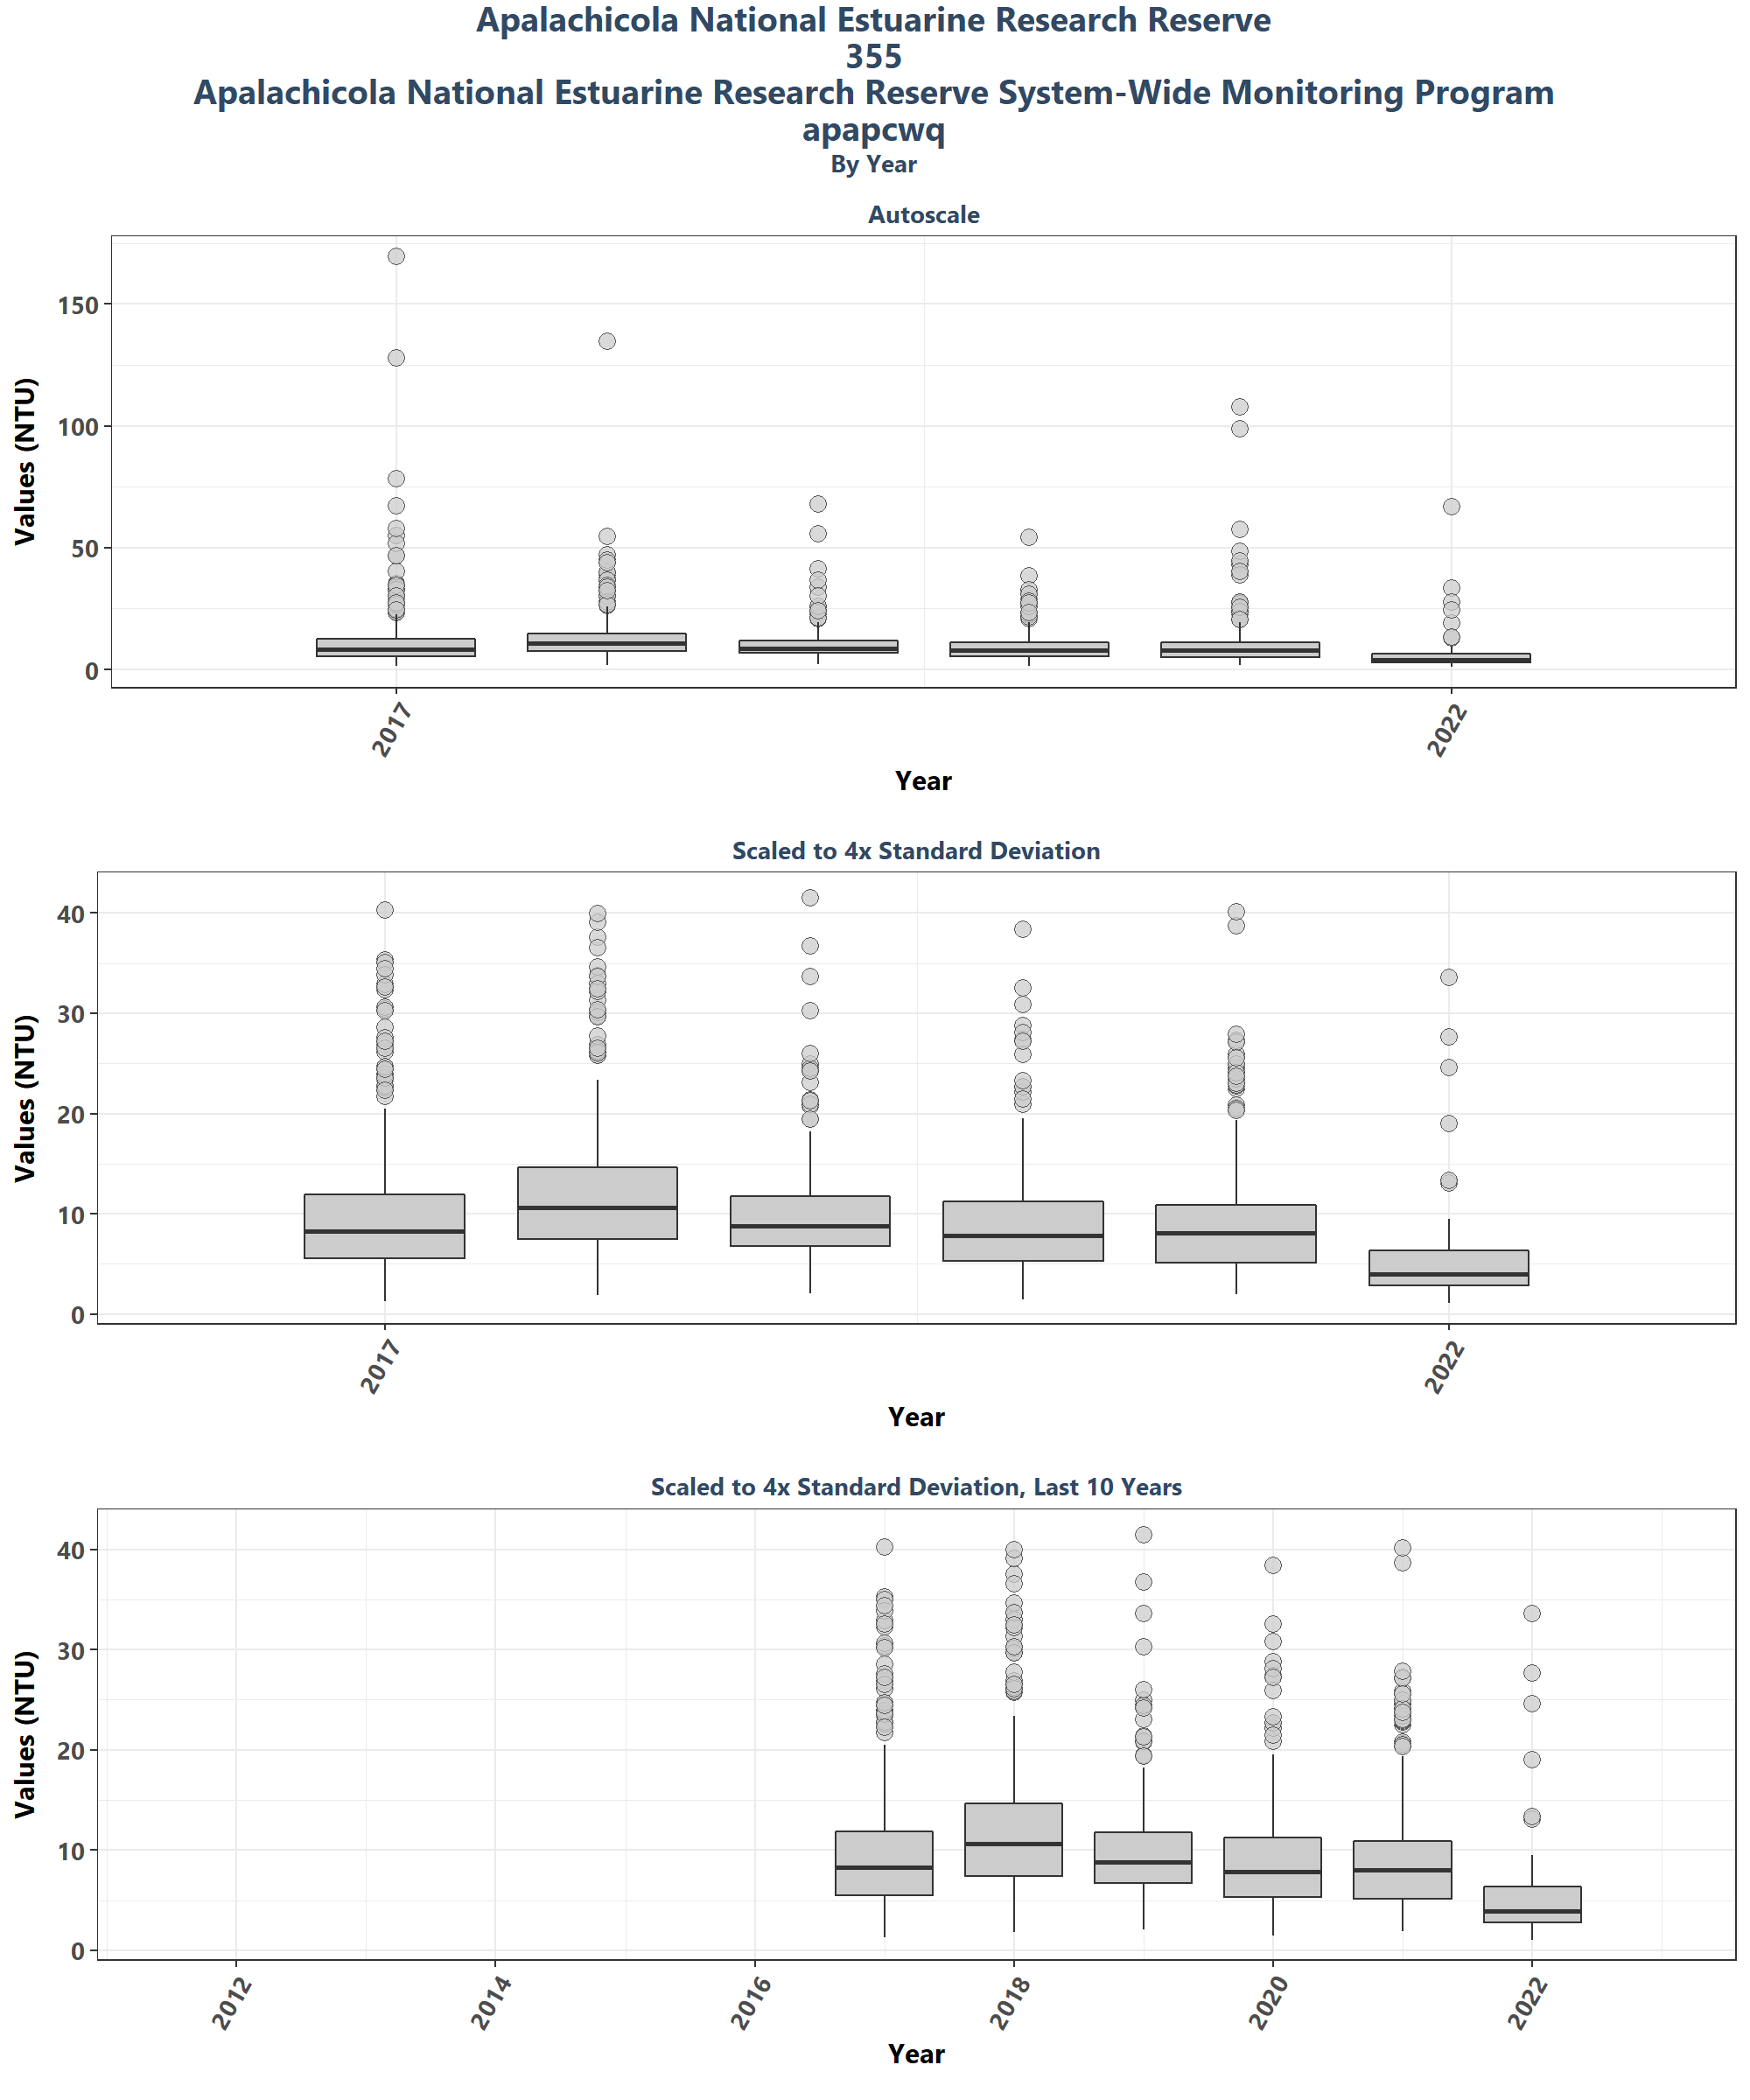 Apalachicola National Estuarine Research Reserve
355
Apalachicola National Estuarine Research Reserve System-Wide Monitoring Program
apapcwq
By Year
Autoscale
Values (NTU)
150
100
50
0
2017
2022
Year
Scaled to 4x Standard Deviation
Values (NTU)
40
30
20
10
0
2017
2022
Year
Scaled to 4x Standard Deviation, Last 10 Years
Values (NTU)
40
30
20
10
0
2012
2014
2016
2018
2020
2022
Year